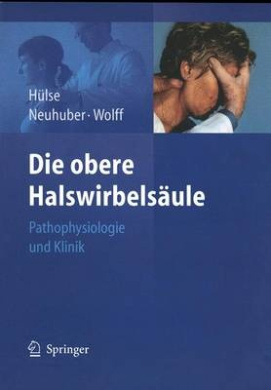 Hülse
Neuhuber · Wolff
Die obere
Halswirbelsäule
Pathophysiologie
und Klinik
Springer